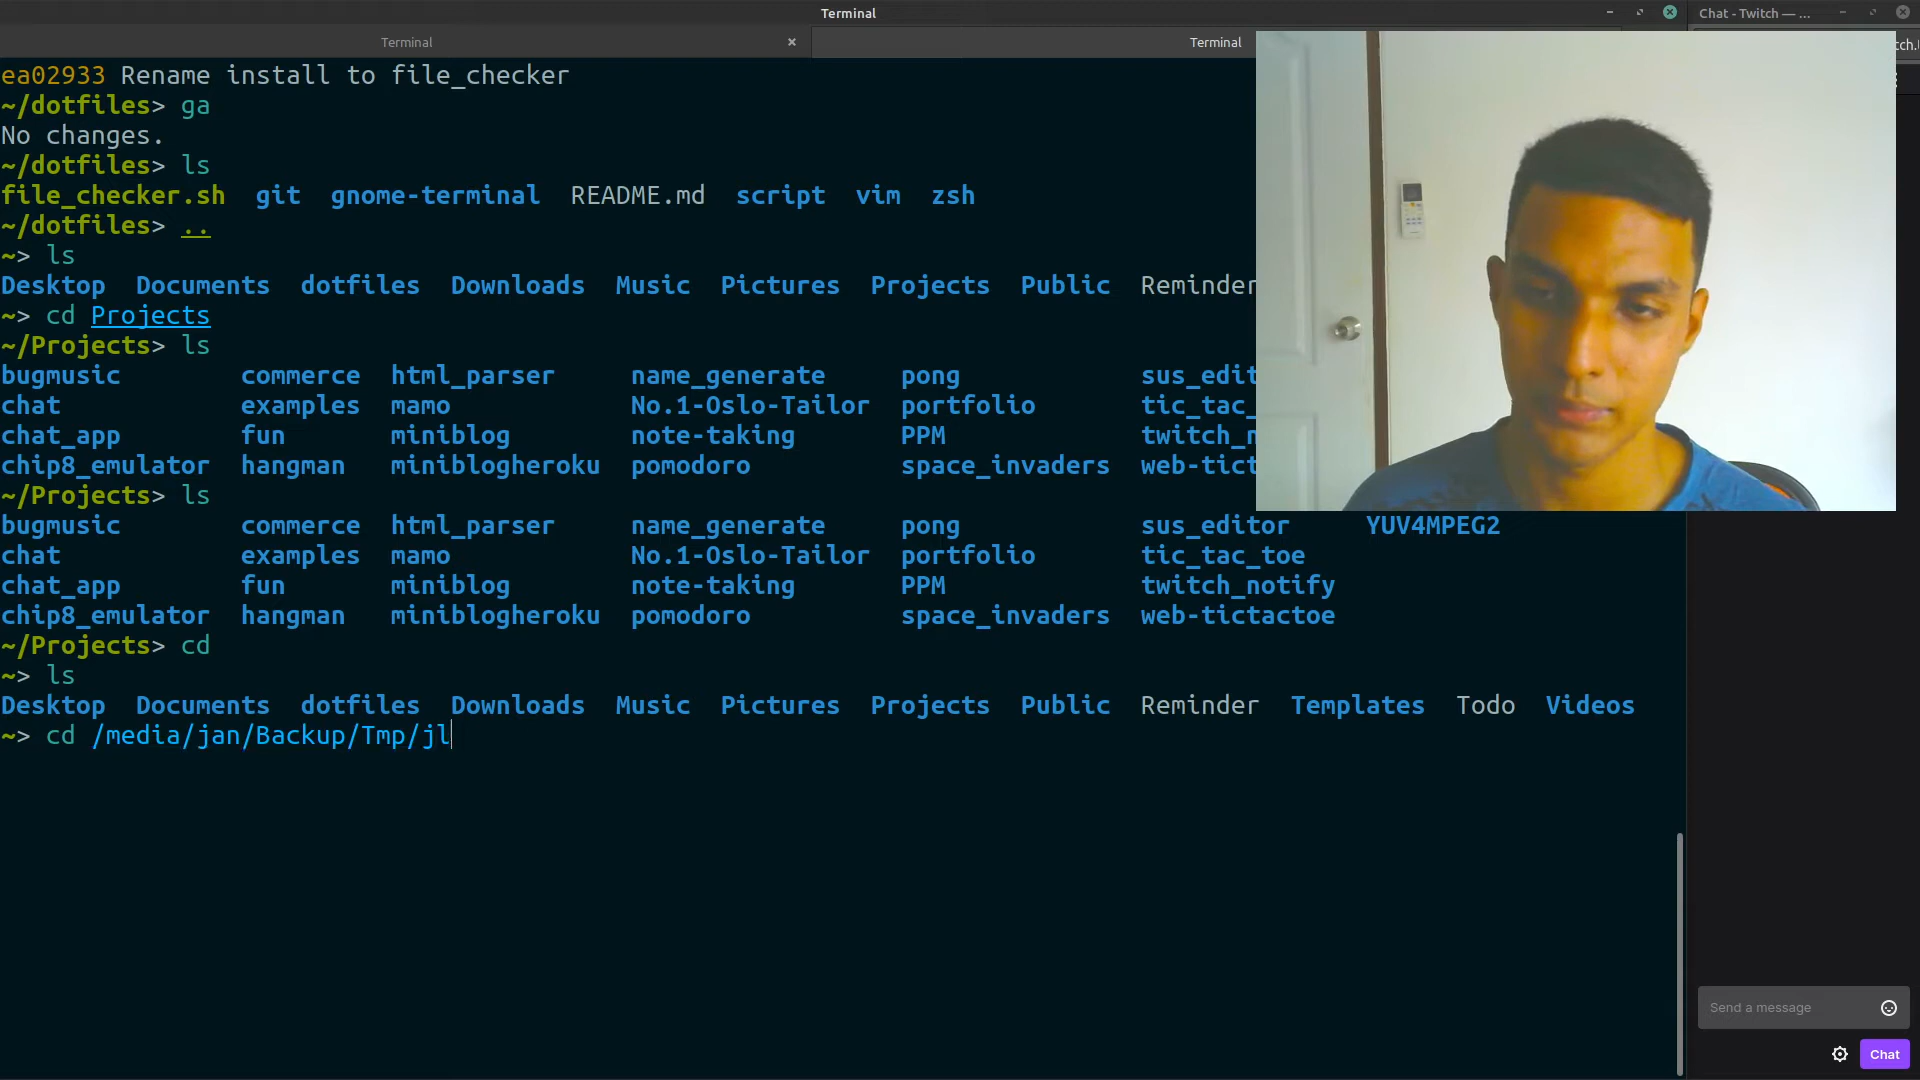 Terminal
Chat - Twitch — ...
Terminal
Terminal
tch.
ea02933 Rename install to file_checker
~/dotfiles> ga
No changes.
~/dotfiles> ls
file_checker.sh git gnome-terminal README.md script vim zsh
~/dotfiles> ..
~> ls
Desktop Documents dotfiles Downloads Music Pictures Projects Public Reminder
~> cd Projects
~/Projects> ls
bugmusic commerce html_parser name_generate pong sus_edit
chat examples mamo No.1-Oslo-Tailor portfolio tic_tac_
chat_app fun miniblog note-taking PPM twitch_n
chip8_emulator hangman miniblogheroku pomodoro space_invaders web-tict
~/Projects> ls
bugmusic commerce html_parser name_generate pong sus_editor YUV4MPEG2
chat examples mamo No.1-Oslo-Tailor portfolio tic_tac_toe
chat_app fun miniblog note-taking PPM twitch_notify
chip8_emulator hangman miniblogheroku pomodoro space_invaders web-tictactoe
~/Projects> cd
~> ls
Desktop Documents dotfiles Downloads Music Pictures Projects Public Reminder Templates Todo Videos
~> cd /media/jan/Backup/Tmp/jl
Send a message
Chat